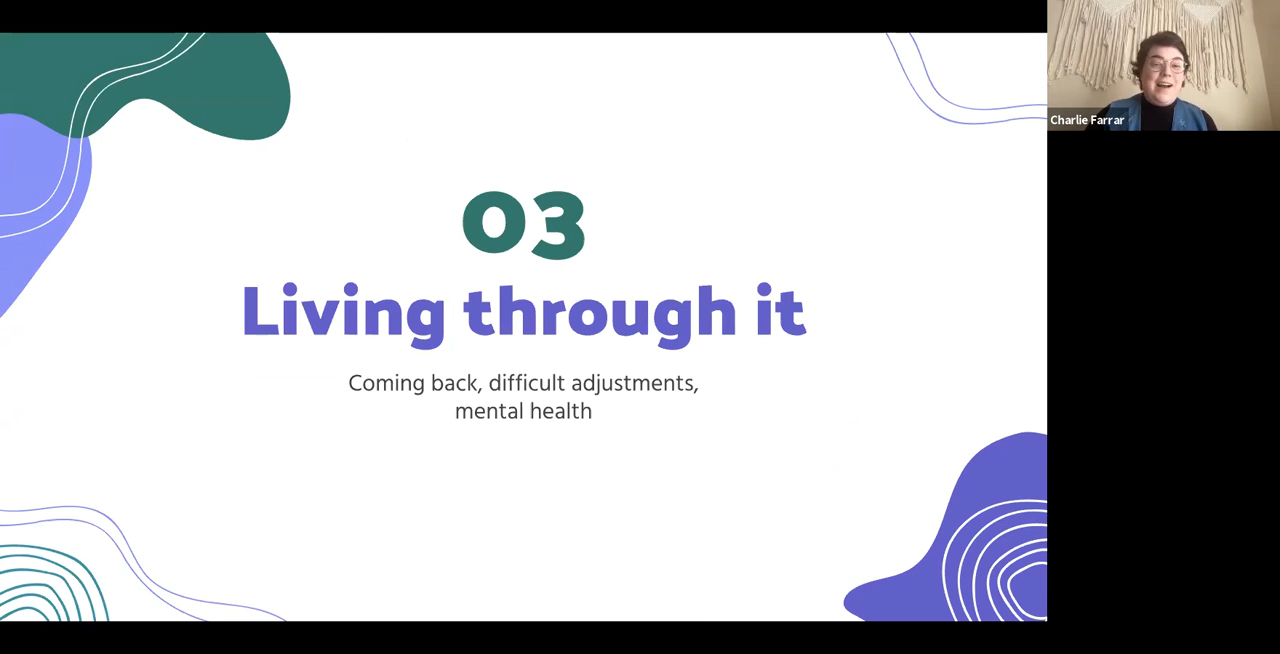 03
Living through it
Coming back, difficult adjustments,
mental health
Charlie Farrar